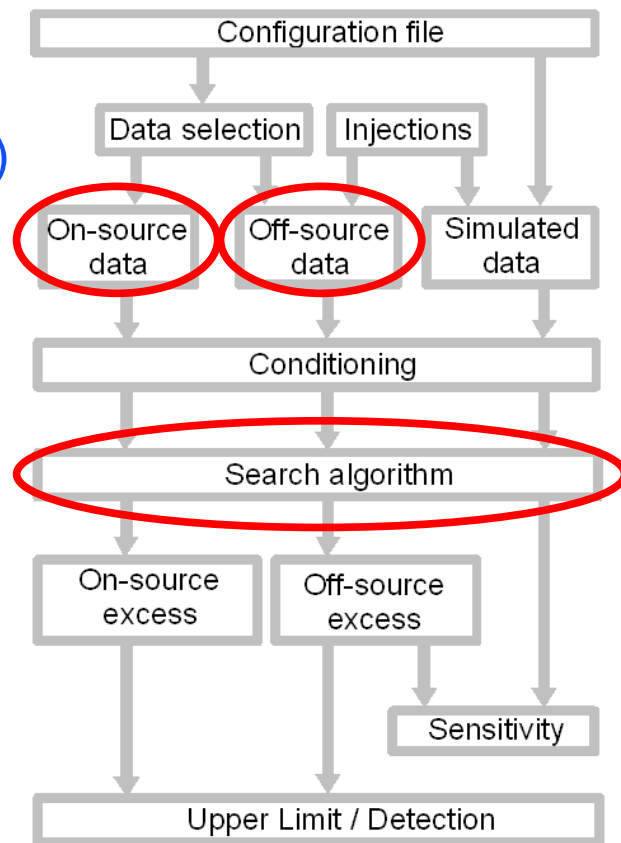 Configuration file
Data selection
Injections
On-source
data
Off-source
data
Simulated
data
Conditioning
Search algorithm
On-source
excess
Off-source
excess
Sensitivity
Upper Limit / Detection